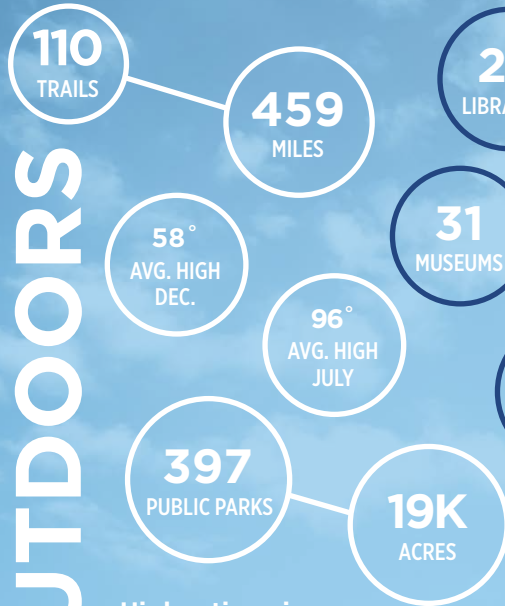 110
TRAILS
459
MILES
31
MUSEUMS
58°
AVG. HIGH
DEC.
96°
AVG. HIGH
JULY
397
PUBLIC PARKS
19K
ACRES
UTDOORS